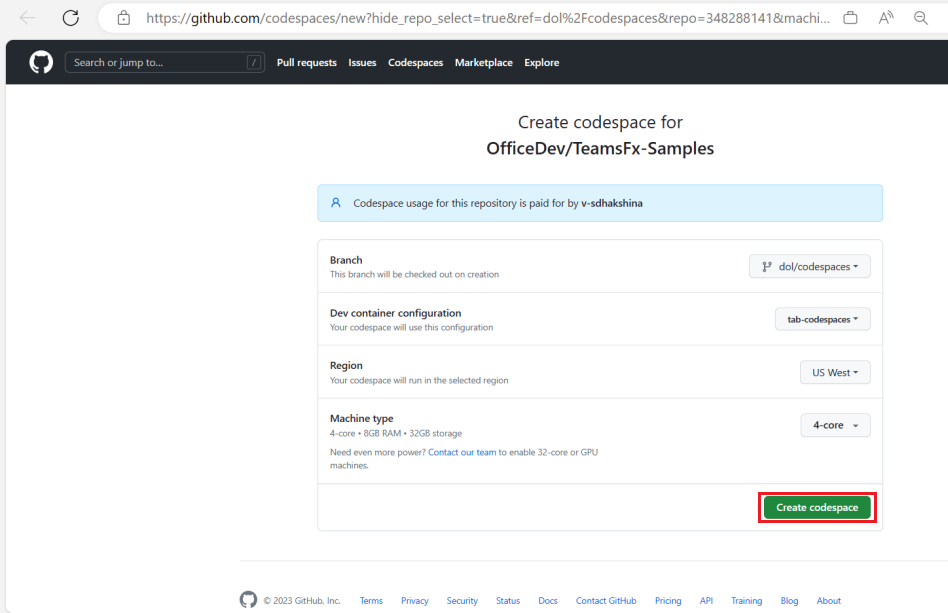 https://github.com/codespaces/new?hide_repo_select=true&ref=dol%2Fcodespaces&repo=348288141&machi...
Search or jump to... /
Pull requests Issues Codespaces Marketplace Explore
Create codespace for
OfficeDev/TeamsFx-Samples
Codespace usage for this repository is paid for by v-sdhakshina
Branch
This branch will be checked out on creation
dol/codespaces
Dev container configuration
Your codespace will use this configuration
tab-codespaces
Region
Your codespace will run in the selected region
US West
Machine type
4-core • 8GB RAM • 32GB storage
4-core
Need even more power? Contact our team to enable 32-core or GPU
machines.
Create codespace
© 2023 GitHub, Inc. Terms Privacy Security Status Docs Contact GitHub Pricing API Training Blog About